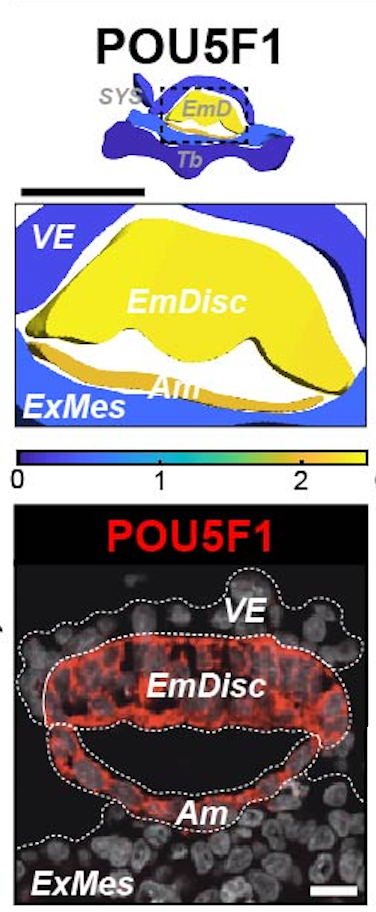 POU5F1
SYS
EmD
Tb
VE
EmDisc
Am
ExMes
0 1 2
POU5F1
VE
EmDisc
Am
ExMes